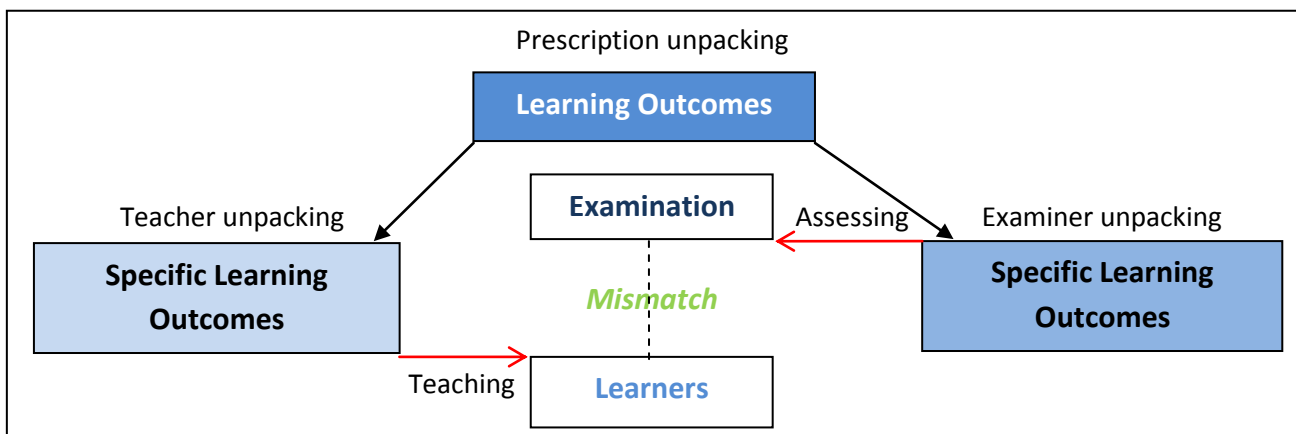 Prescription unpacking
Learning Outcomes
Teacher unpacking
Examination
Assessing
Examiner unpacking
Specific Learning
Outcomes
Mismatch
Specific Learning
Outcomes
Teaching
Learners